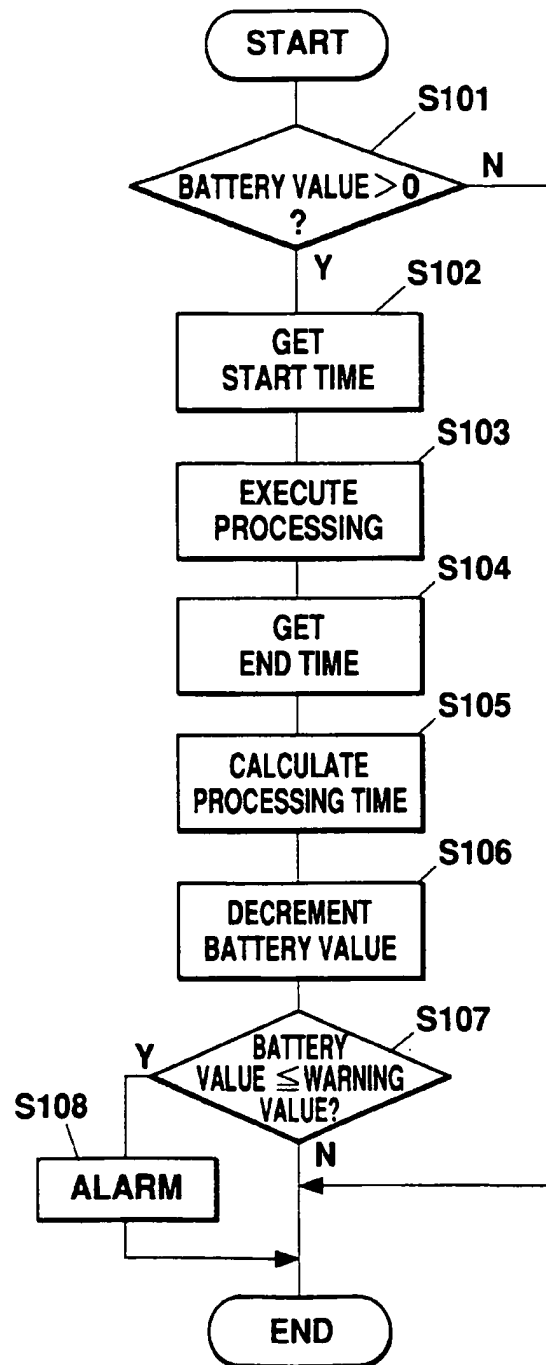 START
S101
BATTERY VALUE >0
?
N
Y
S102
GET
START TIME
S103
EXECUTE
PROCESSING
S104
GET
END TIME
S105
CALCULATE
PROCESSING TIME
S106
DECREMENT
BATTERY VALUE
S107
BATTERY
VALUE ≦WARNING
VALUE?
Y
N
S108
ALARM
END